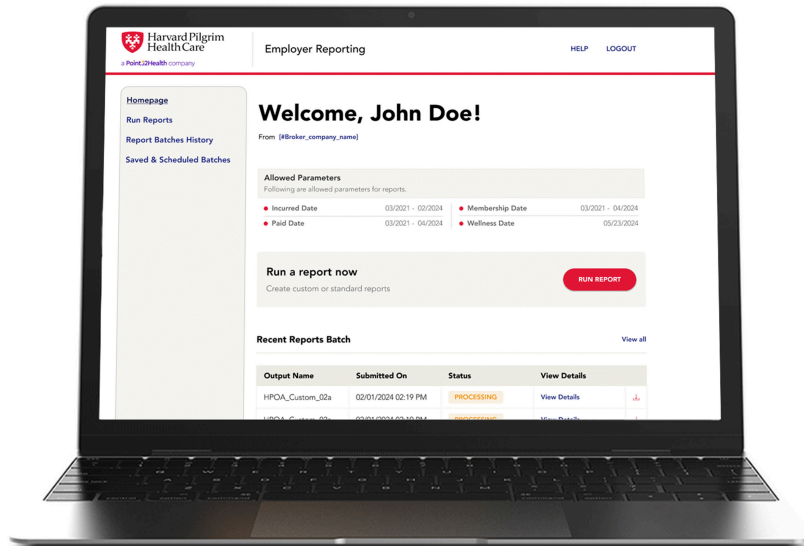 Harvard Pilgrim
Health Care
a Point32Health company
Employer Reporting
HELP
LOGOUT
Homepage
Run Reports
Report Batches History
Saved & Scheduled Batches
Welcome, John Doe!
From [#Broker_company_name]
Allowed Parameters
Following are allowed parameters for reports.
Incurred Date 03/2021 - 02/2024
Membership Date 03/2021 - 04/2024
Paid Date 03/2021 - 04/2024
Wellness Date 05/23/2024
Run a report now
Create custom or standard reports
RUN REPORT
Recent Reports Batch
View all
Output Name Submitted On Status View Details
HPOA_Custom_02a 02/01/2024 02:19 PM PROCESSING View Details